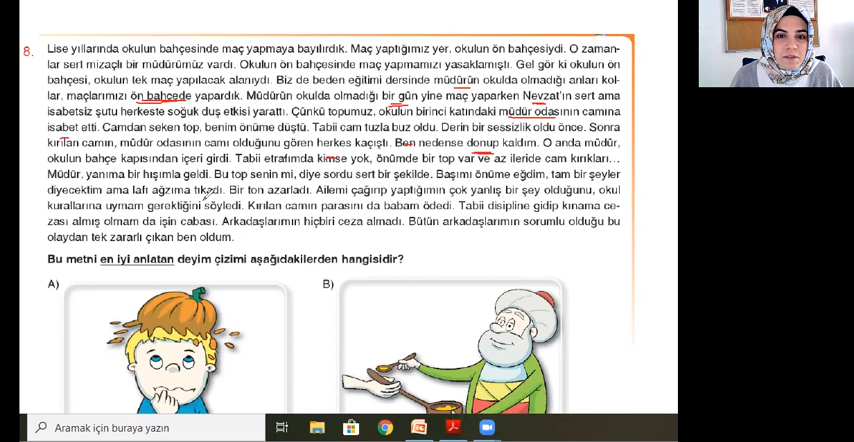 8. Lise yıllarında okulun bahçesinde maç yapmaya bayılırdık. Maç yaptığımız yer, okulun ön bahçesiydi. O zaman-
lar sert mizaçlı bir müdürümüz vardı. Okulun ön bahçesinde maç yapmamızı yasaklamıştı. Gel gör ki okulun ön
bahçesi, okulun tek maç yapılacak alanıydı. Biz de beden eğitimi dersinde müdürün okulda olmadığı anları kol-
lar, maçlarımızı ön bahçede yapardık. Müdürün okulda olmadığı bir gün yine maç yaparken Nevzat'ın sert ama
isabetsiz şutu herkeste soğuk duş etkisi yarattı. Çünkü topumuz, okulun birinci katındaki müdür odasının camına
isabet etti. Camdan seken top, benim önüme düştü. Tabii cam tuzla buz oldu. Derin bir sessizlik oldu önce. Sonra
kırılan camın, müdür odasının camı olduğunu gören herkes kaçıştı. Ben nedense donup kaldım. O anda müdür,
okulun bahçe kapısından içeri girdi. Tabii etrafımda kimse yok, önümde bir top var ve az ileride cam kırıkları...
Müdür, yanıma bir hışımla geldi. Bu top senin mi, diye sordu sert bir şekilde. Başımı önüme eğdim, tam bir şeyler
diyecektim ama lafı ağzıma tıkadı. Bir ton azarladı. Ailemi çağırıp yaptığımın çok yanlış bir şey olduğunu, okul
kurallarına uymam gerektiğini söyledi. Kırılan camın parasını da babam ödedi. Tabii disipline gidip kınama ce-
zası almış olmam da işin cabası. Arkadaşlarımın hiçbiri ceza almadı. Bütün arkadaşlarımın sorumlu olduğu bu
olaydan tek zararlı çıkan ben oldum.
Bu metni en iyi anlatan deyim çizimi aşağıdakilerden hangisidir?
A) B)
Arama yapmak için buraya yazın